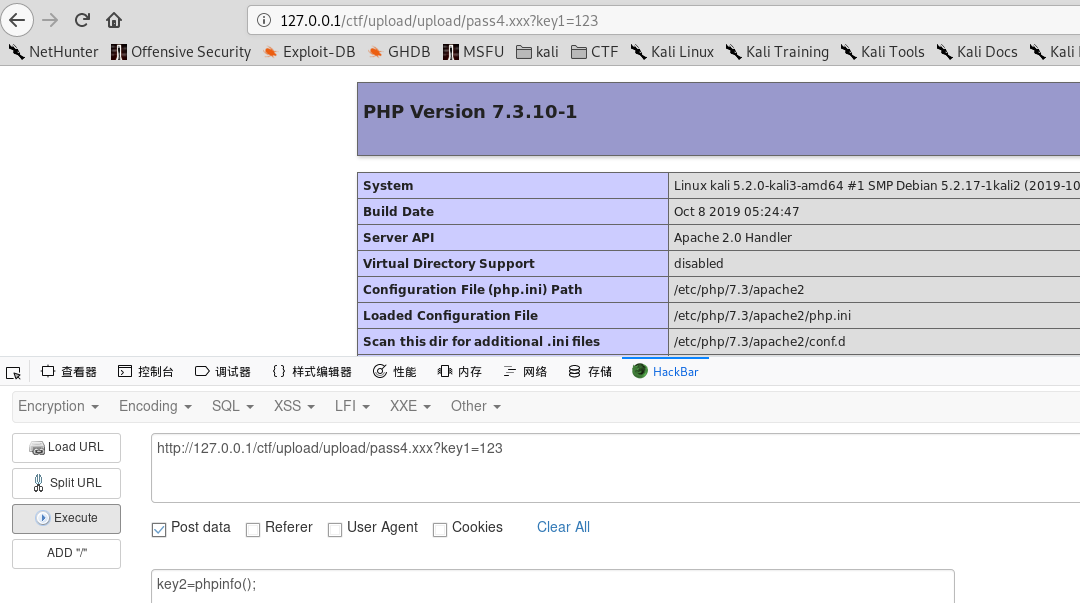 127.0.0.1/ctf/upload/upload/pass4.xxx?key1=123
NetHunter Offensive Security Exploit-DB GHDB MSFU kali CTF Kali Linux Kali Training Kali Tools Kali Docs Kali
PHP Version 7.3.10-1
System Linux kali 5.2.0-kali3-amd64 #1 SMP Debian 5.2.17-1kali2 (2019-10
Build Date Oct 8 2019 05:24:47
Server API Apache 2.0 Handler
Virtual Directory Support disabled
Configuration File (php.ini) Path /etc/php/7.3/apache2
Loaded Configuration File /etc/php/7.3/apache2/php.ini
Scan this dir for additional .ini files /etc/php/7.3/apache2/conf.d
查看器 控制台 调试器 {} 样式编辑器 性能 内存 网络 存储 HackBar
Encryption Encoding SQL XSS LFI XXE Other
Load URL http://127.0.0.1/ctf/upload/upload/pass4.xxx?key1=123
Split URL
Execute Post data Referer User Agent Cookies Clear All
ADD "/"
key2=phpinfo();